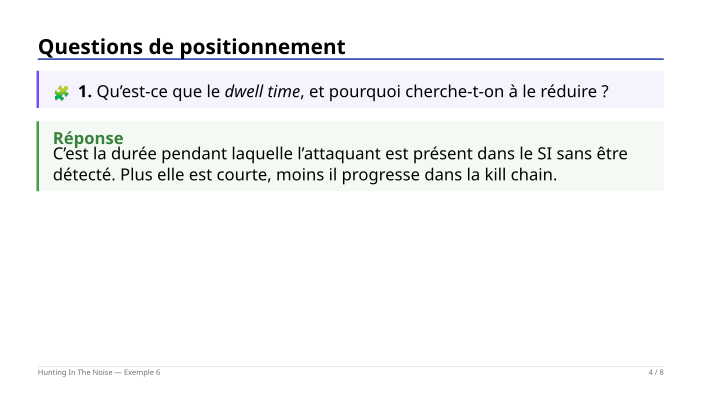 Questions de positionnement
🧩 1. Qu’est-ce que le dwell time, et pourquoi cherche-t-on à le réduire ?
Réponse
C’est la durée pendant laquelle l’attaquant est présent dans le SI sans être
détecté. Plus elle est courte, moins il progresse dans la kill chain.
Hunting In The Noise — Exemple 6
4 / 8